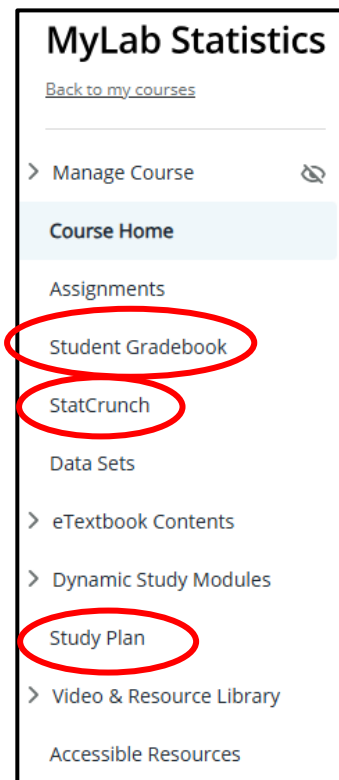 MyLab Statistics
Back to my courses
Manage Course
Course Home
Assignments
Student Gradebook
StatCrunch
Data Sets
eTextbook Contents
Dynamic Study Modules
Study Plan
Video & Resource Library
Accessible Resources